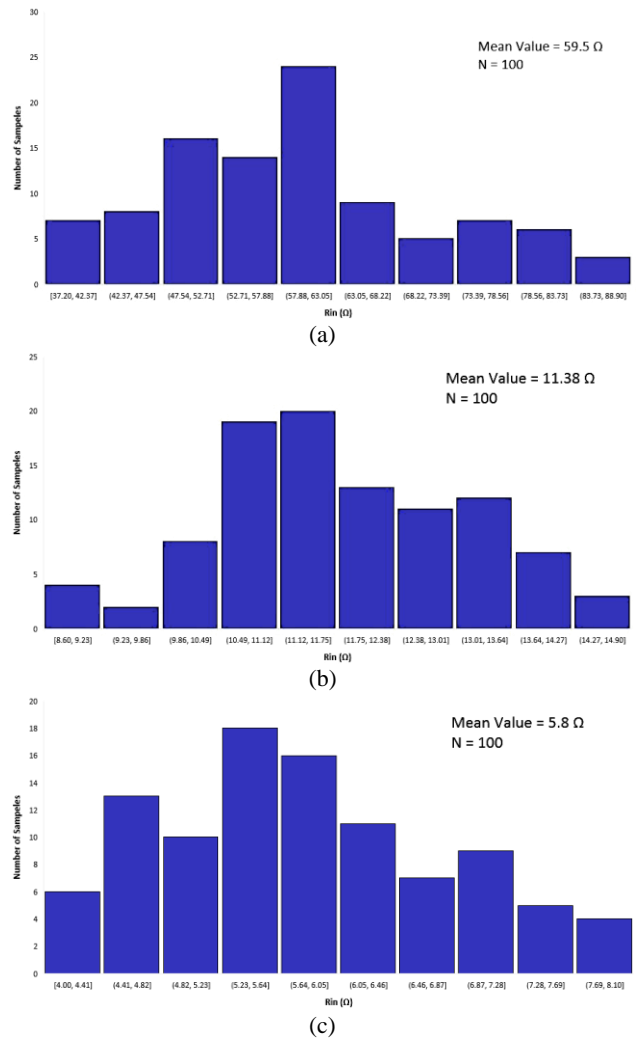 30
25
20
15
10
5
0
Number of Sampeles
Mean Value = 59.5 Ω
N = 100
[37.20, 42.37] (42.37, 47.54] (47.54, 52.71] (52.71, 57.88] (57.88, 63.05] (63.05, 68.22] (68.22, 73.39] (73.39, 78.56] (78.56, 83.73] (83.73, 88.90]
Rin (Ω)
(a)
25
20
15
10
5
0
Number of Sampeles
Mean Value = 11.38 Ω
N = 100
[8.60, 9.23] (9.23, 9.86] (9.86, 10.49] (10.49, 11.12] (11.12, 11.75] (11.75, 12.38] (12.38, 13.01] (13.01, 13.64] (13.64, 14.27] (14.27, 14.90]
Rin (Ω)
(b)
20
18
16
14
12
10
8
6
4
2
0
Number of Sampeles
Mean Value = 5.8 Ω
N = 100
[4.00, 4.41] (4.41, 4.82] (4.82, 5.23] (5.23, 5.64] (5.64, 6.05] (6.05, 6.46] (6.46, 6.87] (6.87, 7.28] (7.28, 7.69] (7.69, 8.10]
Rin (Ω)
(c)